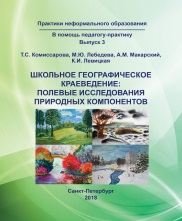 Практики неформального образования
В помощь педагогу-практику
Выпуск 3
Т.С. Комиссарова, М.Ю. Лебедева, А.М. Макарский,
К.И. Левицкая
ШКОЛЬНОЕ ГЕОГРАФИЧЕСКОЕ
КРАЕВЕДЕНИЕ:
ПОЛЕВЫЕ ИССЛЕДОВАНИЯ
ПРИРОДНЫХ КОМПОНЕНТОВ
Санкт-Петербург
2018